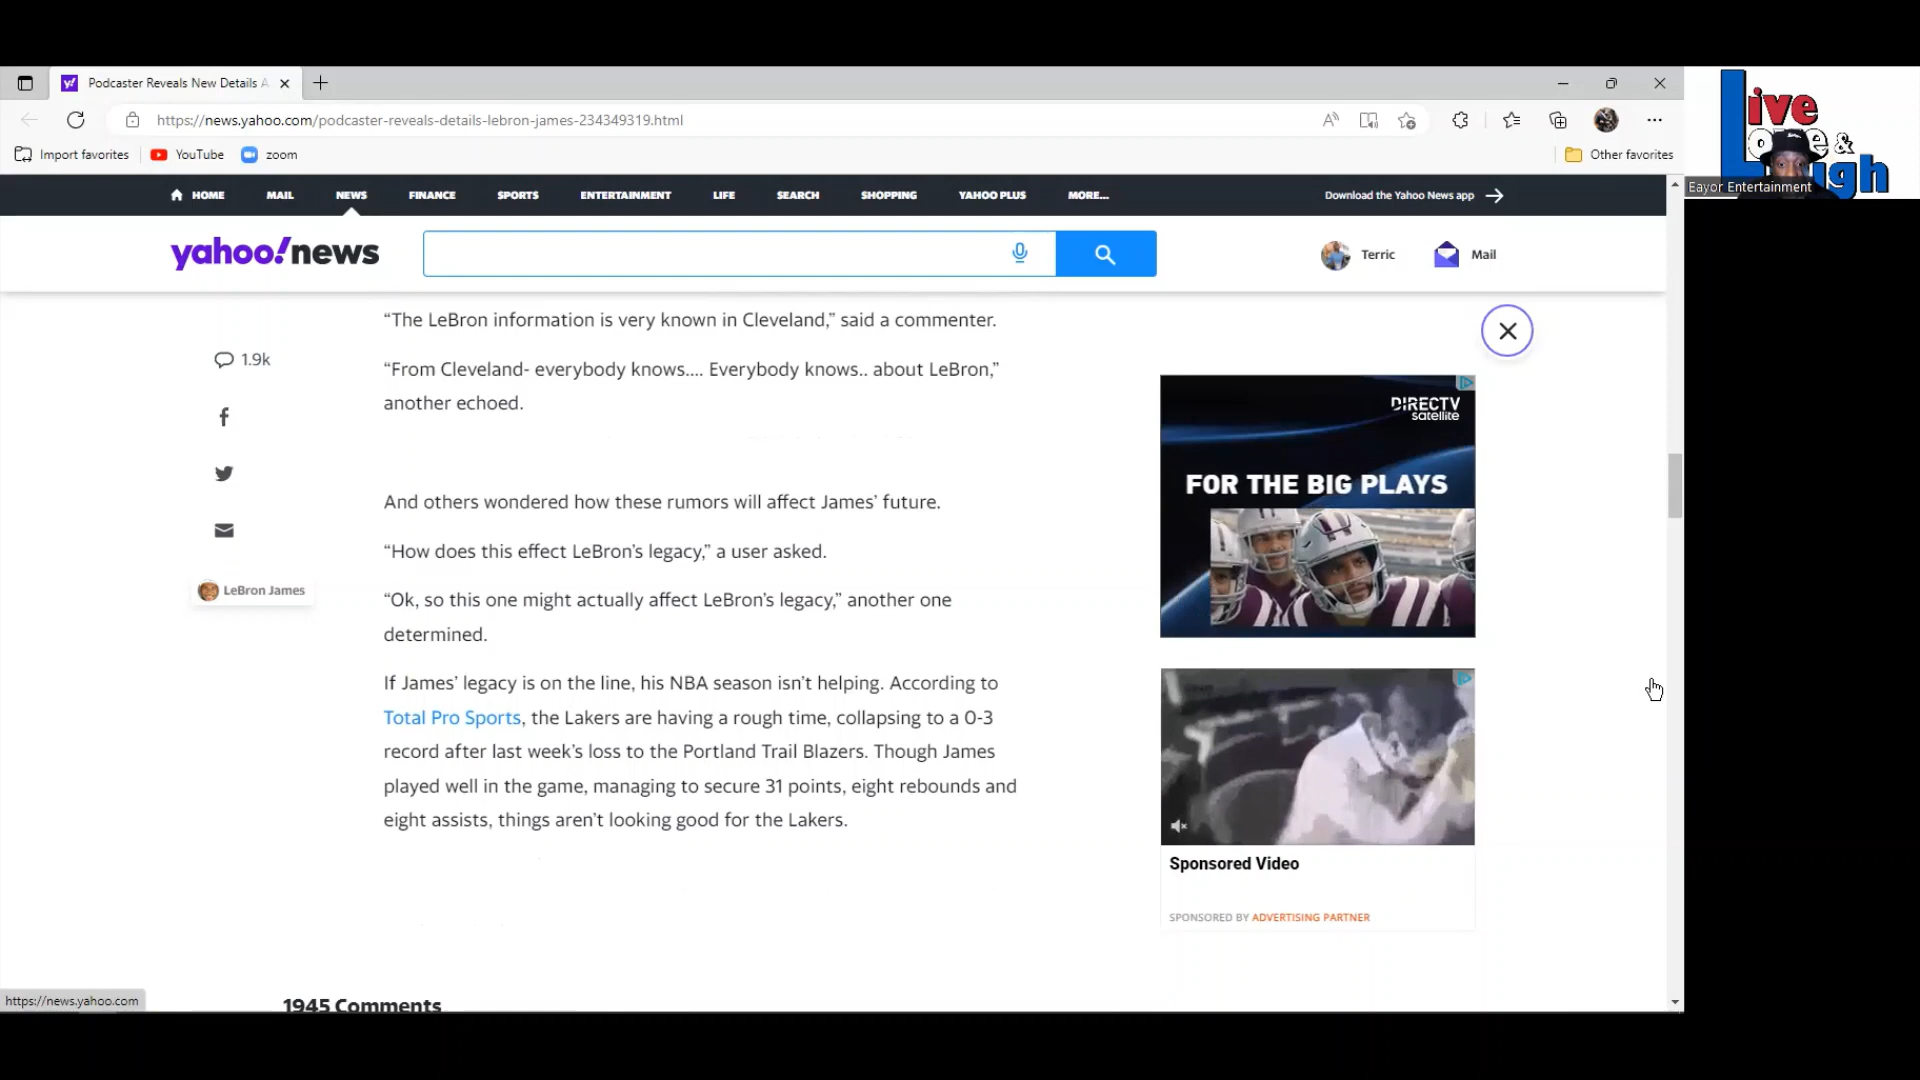 Podcaster Reveals New Details A
https://news.yahoo.com/podcaster-reveals-details-lebron-james-234349319.html
Import favorites
YouTube
zoom
Other favorites
ive
&
gh
Eayor Entertainment
HOME MAIL NEWS FINANCE SPORTS ENTERTAINMENT LIFE SEARCH SHOPPING YAHOO PLUS MORE...
Download the Yahoo News app
yahoo!news
Terric
Mail
“The LeBron information is very known in Cleveland,” said a commenter.
1.9k
“From Cleveland- everybody knows.... Everybody knows.. about LeBron,”
another echoed.
And others wondered how these rumors will affect James’ future.
“How does this effect LeBron’s legacy,” a user asked.
LeBron James
“Ok, so this one might actually affect LeBron’s legacy,” another one
determined.
If James’ legacy is on the line, his NBA season isn’t helping. According to
Total Pro Sports, the Lakers are having a rough time, collapsing to a 0-3
record after last week’s loss to the Portland Trail Blazers. Though James
played well in the game, managing to secure 31 points, eight rebounds and
eight assists, things aren’t looking good for the Lakers.
DIRECTV
satellite
FOR THE BIG PLAYS
Sponsored Video
SPONSORED BY ADVERTISING PARTNER
https://news.yahoo.com
1945 Comments